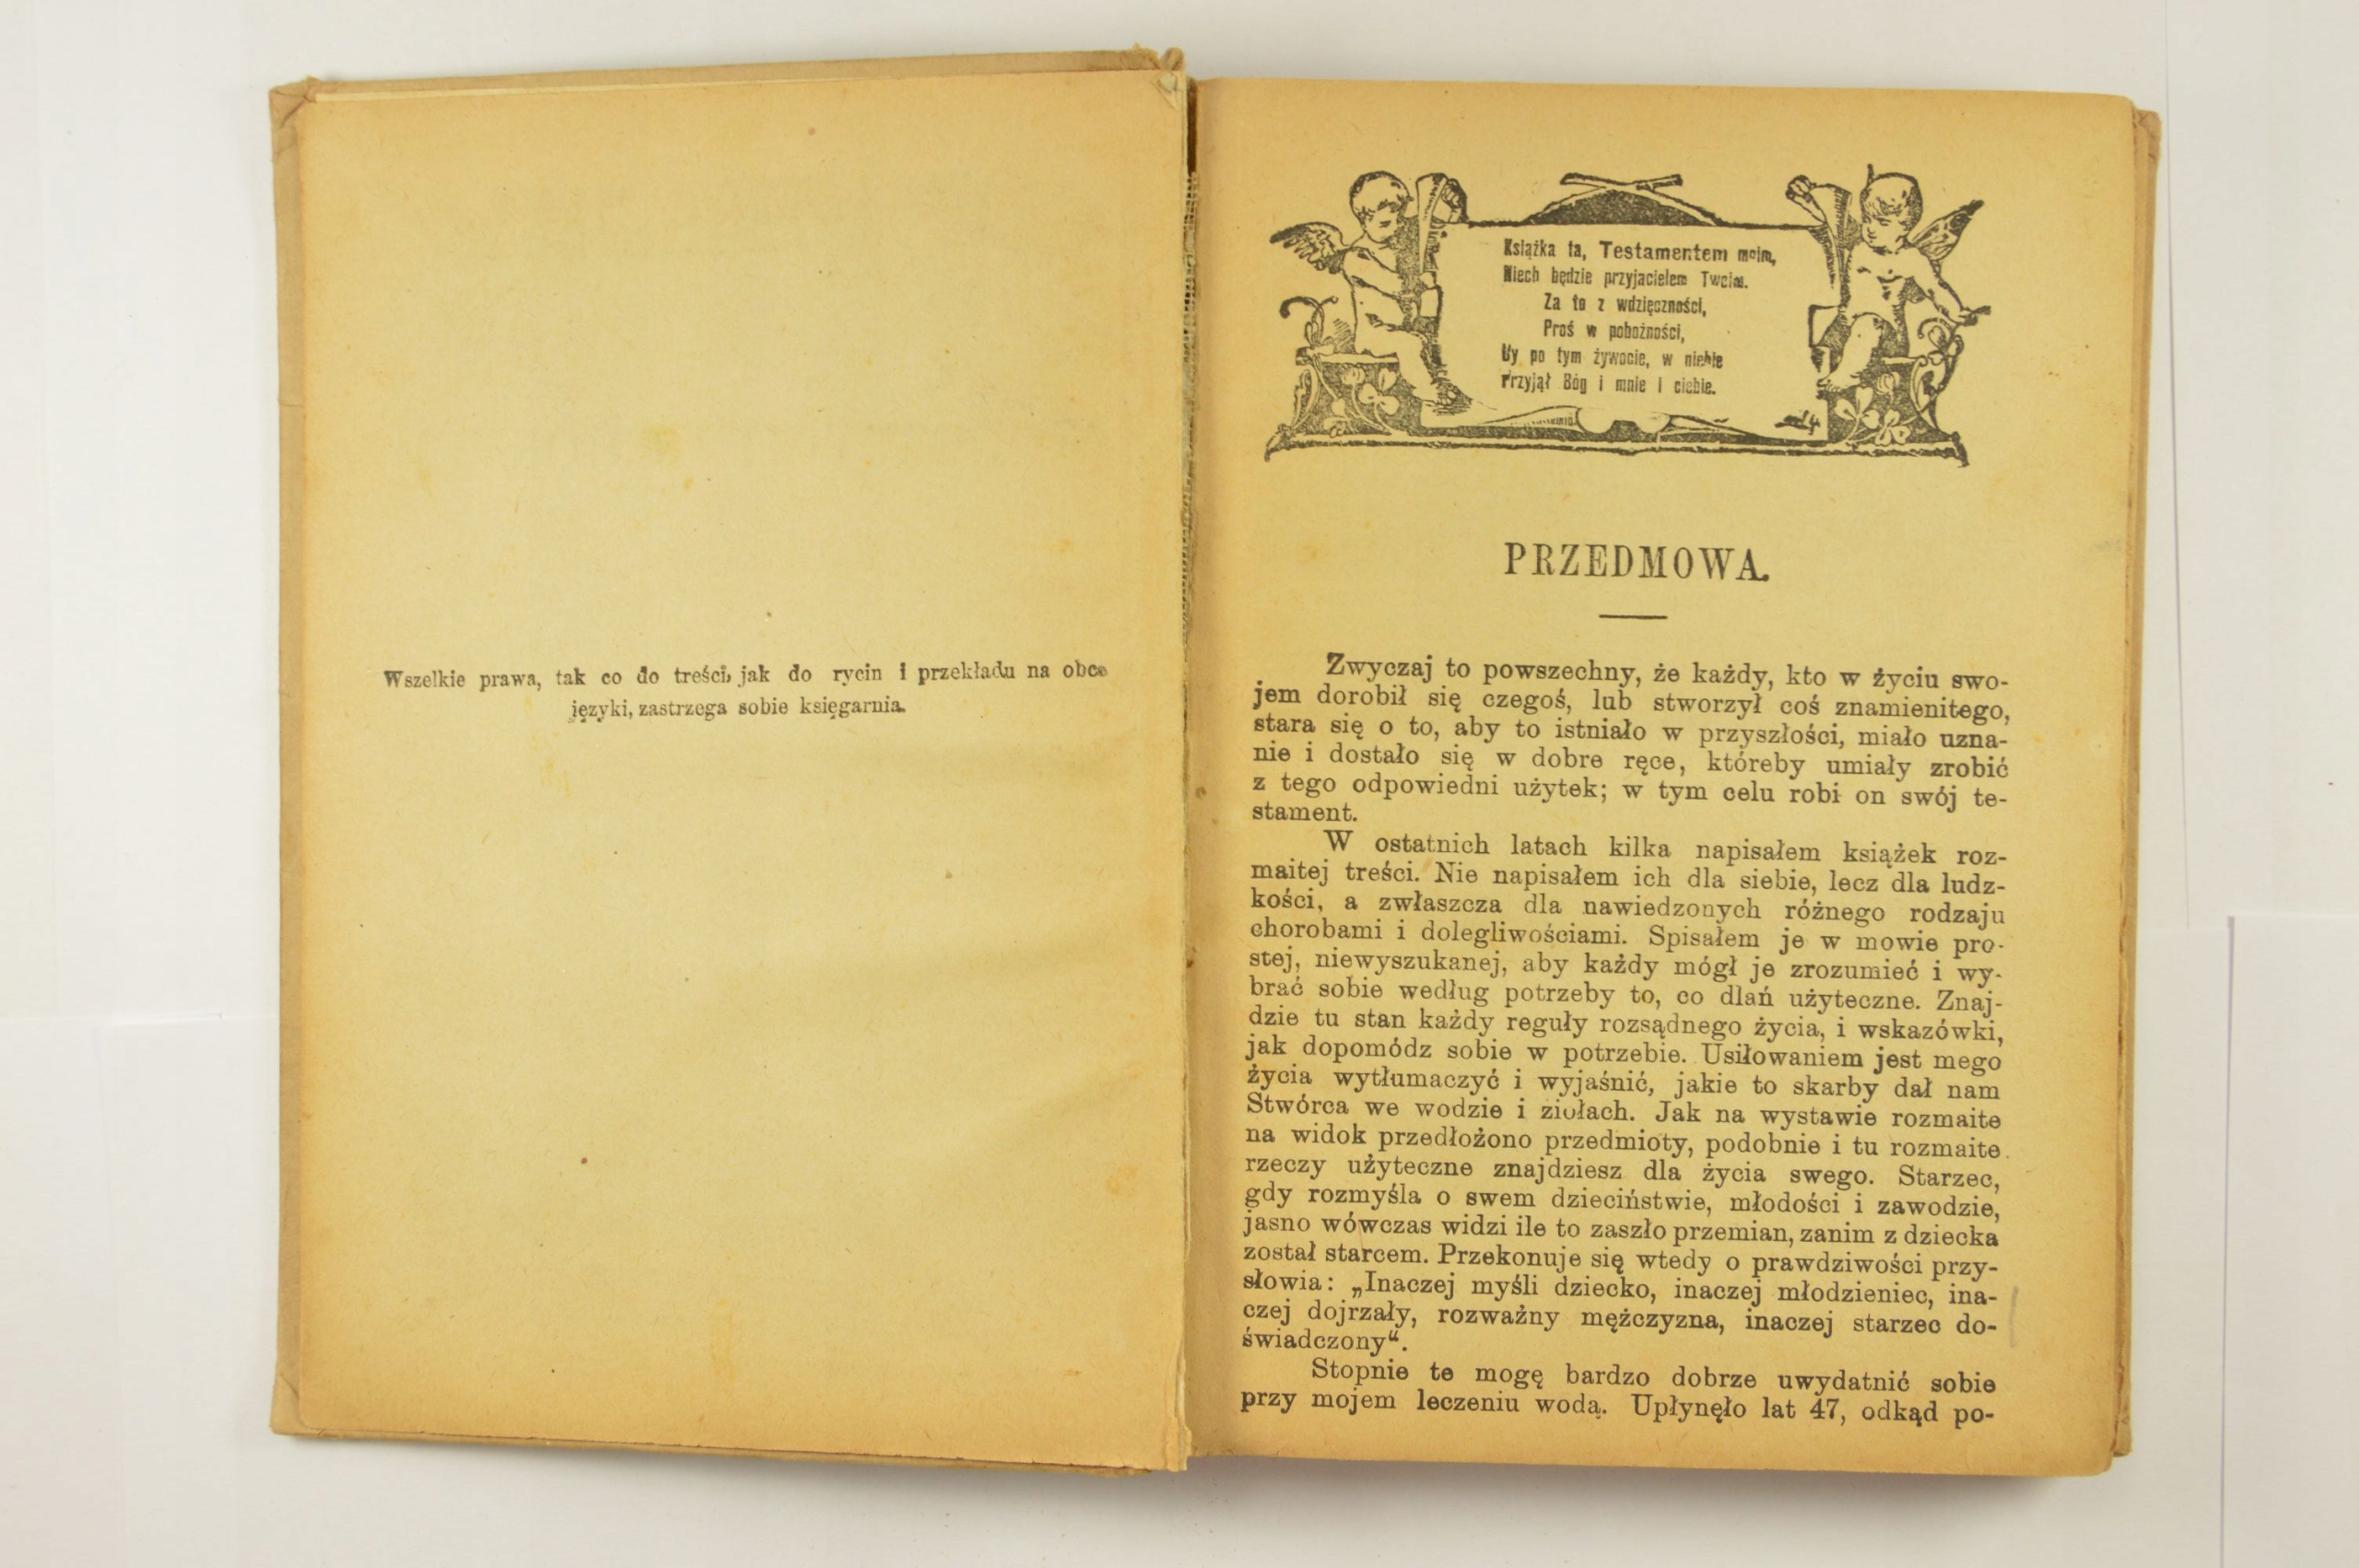 Wszelkie prawa, tak co do treści, jak do rycin i przekładu na obce
języki, zastrzega sobie księgarnia.
Książka ta, Testamentem moim,
Niech będzie przyjacielem Twoim.
Za to z wdzięczności,
Proś w pobożności,
By po tym żywocie, w niebie
Przyjął Bóg i mnie i ciebie.
PRZEDMOWA.
Zwyczaj to powszechny, że każdy, kto w życiu swo-
jem dorobił się czegoś, lub stworzył coś znamienitego,
stara się o to, aby to istniało w przyszłości, miało uzna-
nie i dostało się w dobre ręce, któreby umiały zrobić
z tego odpowiedni użytek; w tym celu robi on swój te-
stament.
W ostatnich latach kilka napisałem książek roz-
maitej treści. Nie napisałem ich dla siebie, lecz dla ludz-
kości, a zwłaszcza dla nawiedzonych różnego rodzaju
chorobami i dolegliwościami. Spisałem je w mowie pro-
stej, niewyszukanej, aby każdy mógł je zrozumieć i wy-
brać sobie według potrzeby to, co dlań użyteczne. Znaj-
dzie tu stan każdy reguły rozsądnego życia, i wskazówki,
jak dopomódz sobie w potrzebie. Usiłowaniem jest mego
życia wytłumaczyć i wyjaśnić, jakie to skarby dał nam
Stwórca we wodzie i ziołach. Jak na wystawie rozmaite
na widok przedłożono przedmioty, podobnie i tu rozmaite
rzeczy użyteczne znajdziesz dla życia swego. Starzec,
gdy rozmyśla o swem dzieciństwie, młodości i zawodzie,
jasno wówczas widzi ile to zaszło przemian, zanim z dziecka
został starcem. Przekonuje się wtedy o prawdziwości przy-
słowia: „Inaczej myśli dziecko, inaczej młodzieniec, ina-
czej dojrzały, rozważny mężczyzna, inaczej starzec do-
świadczony“.
Stopnie te mogę bardzo dobrze uwydatnić sobie
przy mojem leczeniu wodą. Upłynęło lat 47, odkąd po-